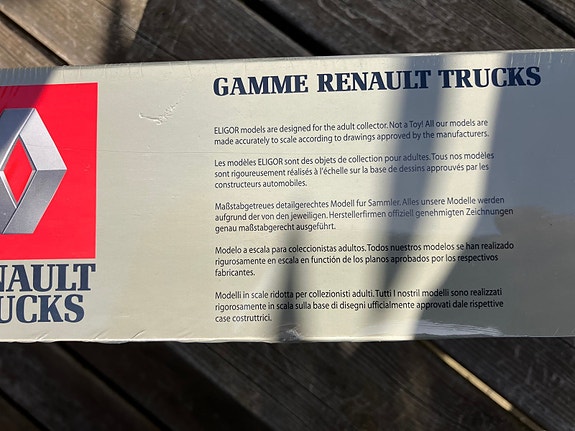 GAMME RENAULT TRUCKS
ELIGOR models are designed for the adult collector. Not a Toy! All our models are
made accurately to scale according to drawings approved by the manufacturers.
Les modèles ELIGOR sont des objets de collection pour adultes. Tous nos modèles
sont rigoureusement réalisés à l'échelle sur la base de dessins approuvés par les
constructeurs automobiles.
Maßstabgetreues detailgerechtes Modell fur Sammler. Alles unsere Modelle werden
aufgrund der von den jeweiligen. Herstellerfirmen offiziell genehmigten Zeichnungen
genau maßstabgerecht ausgeführt.
Modelo a escala para coleccionistas adultos. Todos nuestros modelos se han realizado
rigurosamente en escala en función de los planos aprobados por los respectivos
fabricantes.
Modelli in scale ridotta per collezionisti adulti. Tutti I nostril modelli sono realizzati
rigorosamente in scala sulla base di disegni ufficialmente approvati dale rispettive
case costruttrici.
NAULT
UCKS